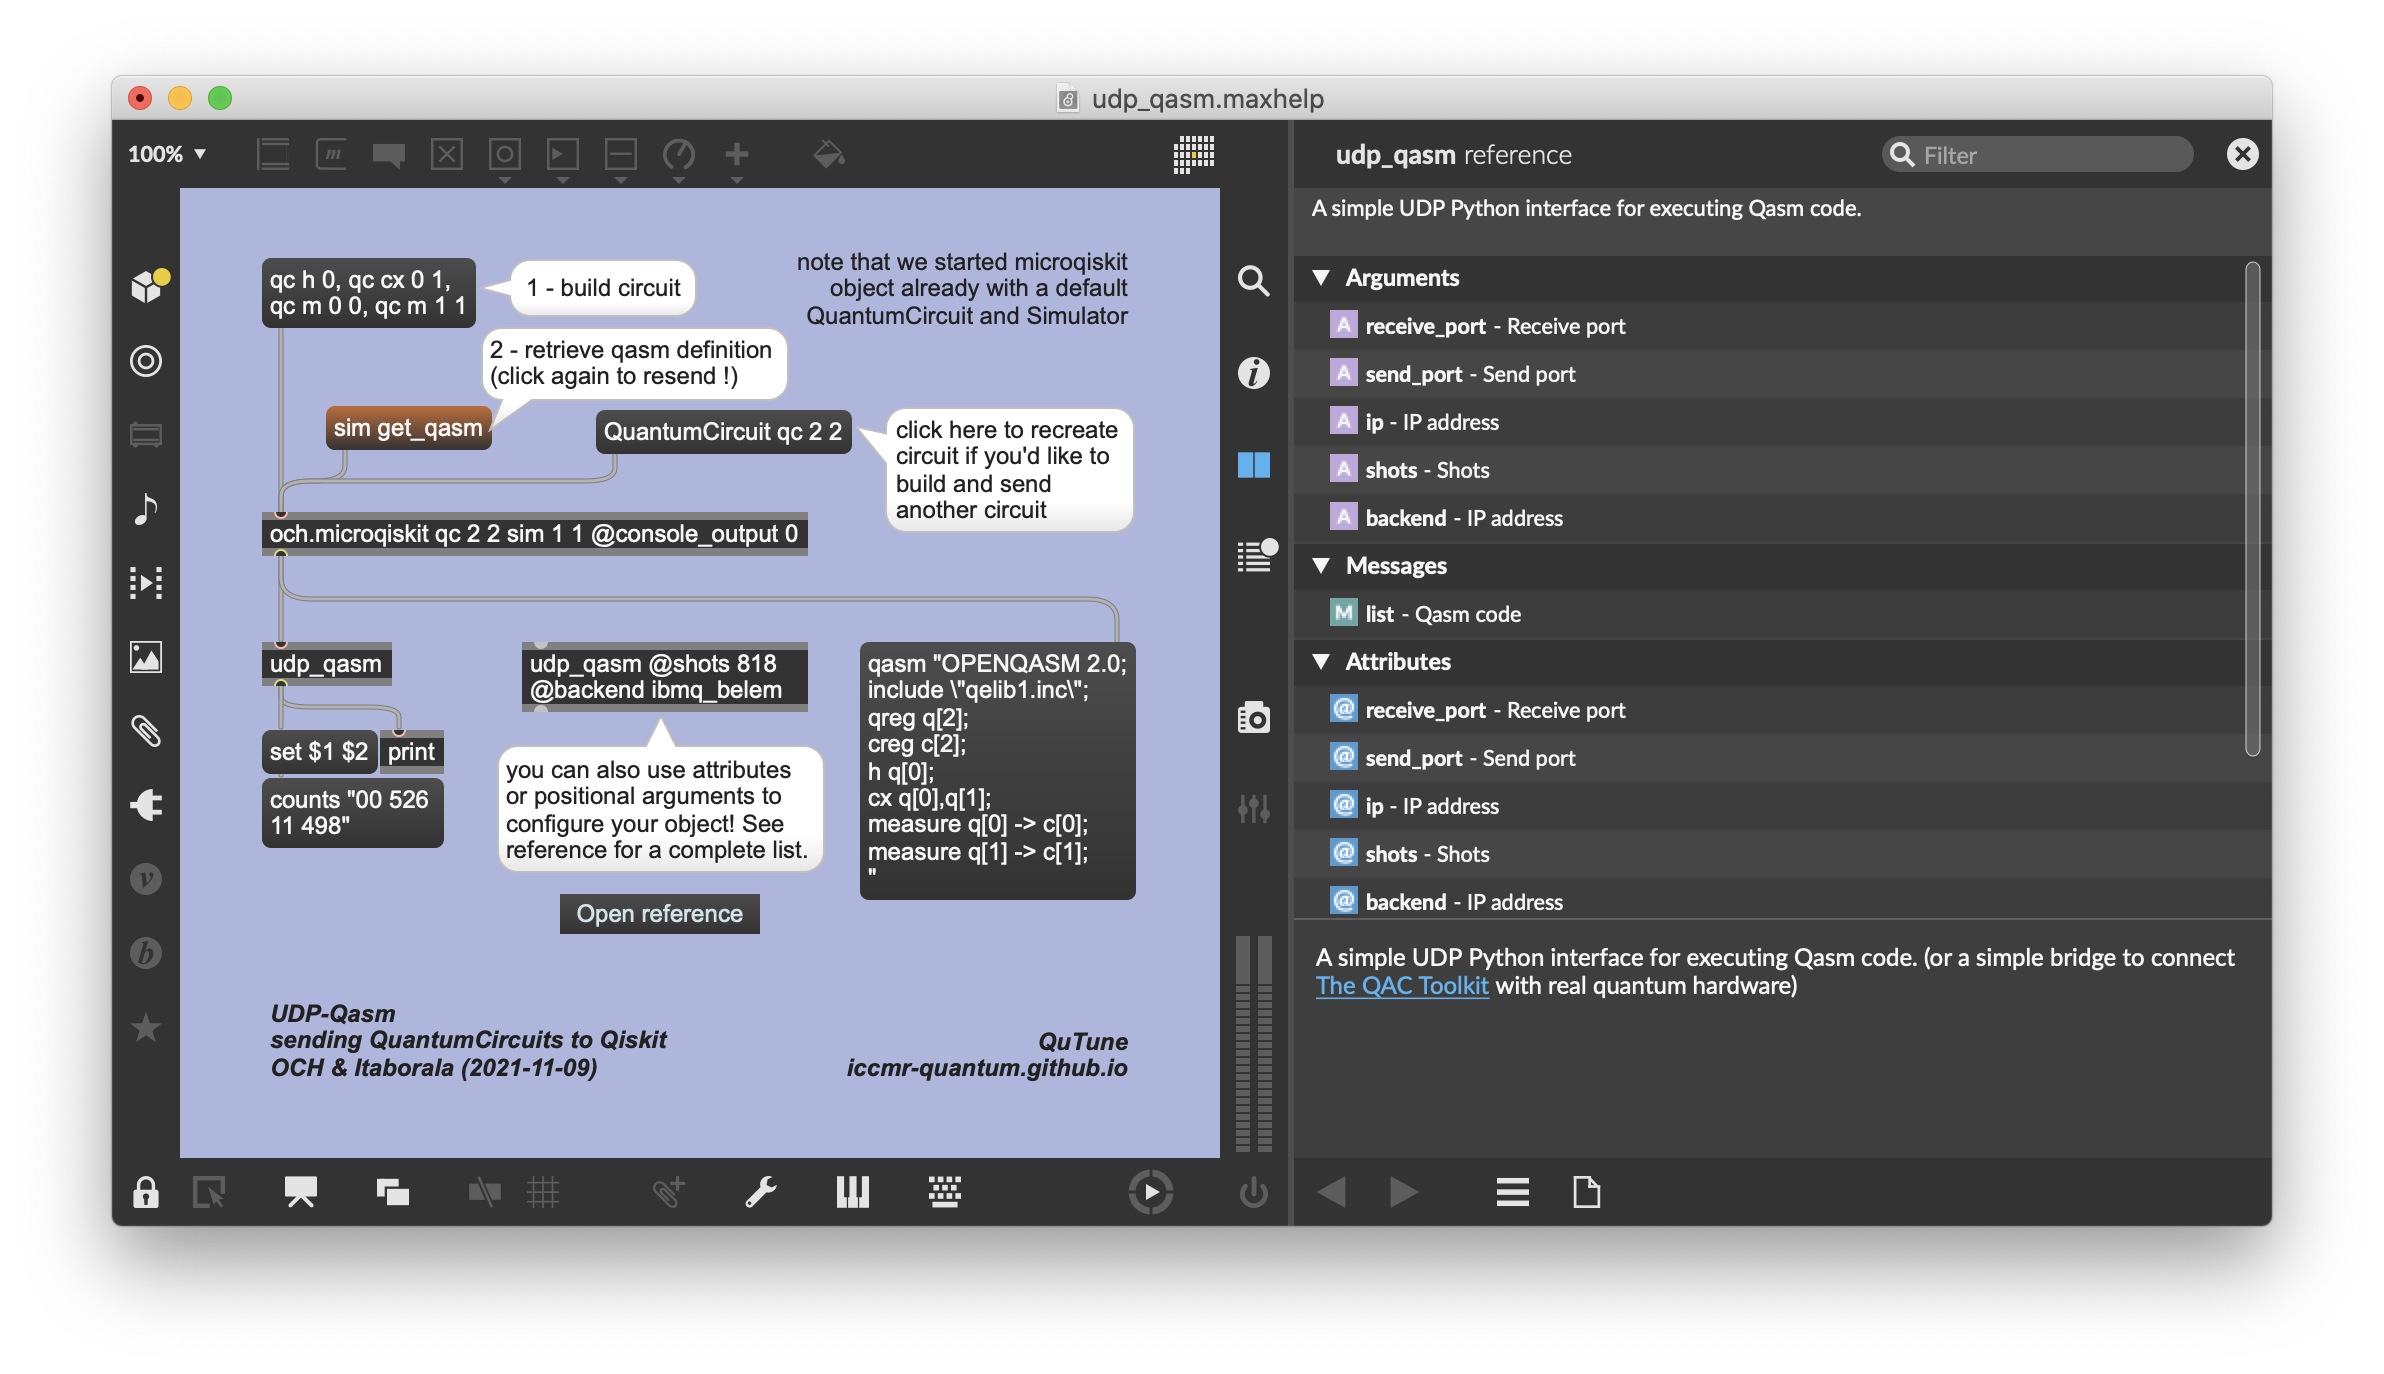 udp_qasm.maxhelp
100%
m
qc h 0, qc cx 0 1,
qc m 0 0, qc m 1 1
1 - build circuit
note that we started microqiskit
object already with a default
QuantumCircuit and Simulator
2 - retrieve qasm definition
(click again to resend !)
sim get_qasm
QuantumCircuit qc 2 2
click here to recreate
circuit if you'd like to
build and send
another circuit
och.microqiskit qc 2 2 sim 1 1 @console_output 0
udp_qasm
udp_qasm @shots 818
@backend ibmq_belem
qasm "OPENQASM 2.0;
include \"qelib1.inc\";
qreg q[2];
creg c[2];
h q[0];
cx q[0],q[1];
measure q[0] -> c[0];
measure q[1] -> c[1];
"
set $1 $2
print
counts "00 526
11 498"
you can also use attributes
or positional arguments to
configure your object! See
reference for a complete list.
Open reference
UDP-Qasm
sending QuantumCircuits to Qiskit
OCH & Itaborala (2021-11-09)
QuTune
iccmr-quantum.github.io
v
b
i
udp_qasm reference
Filter
A simple UDP Python interface for executing Qasm code.
Arguments
A receive_port - Receive port
A send_port - Send port
A ip - IP address
A shots - Shots
A backend - IP address
Messages
M list - Qasm code
Attributes
@ receive_port - Receive port
@ send_port - Send port
@ ip - IP address
@ shots - Shots
@ backend - IP address
A simple UDP Python interface for executing Qasm code. (or a simple bridge to connect
The QAC Toolkit with real quantum hardware)